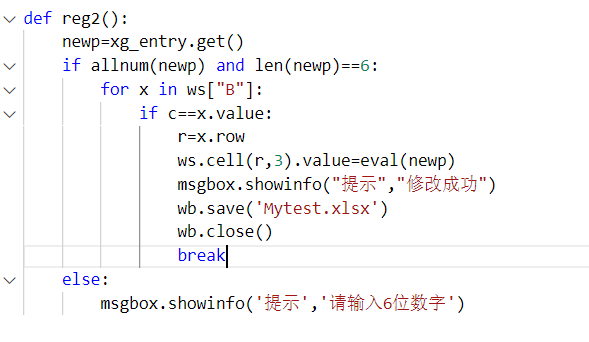 def reg2():
    newp=xg_entry.get()
    if allnum(newp) and len(newp)==6:
        for x in ws["B"]:
            if c==x.value:
                r=x.row
                ws.cell(r,3).value=eval(newp)
                msgbox.showinfo("提示","修改成功")
                wb.save('Mytest.xlsx')
                wb.close()
                break
    else:
        msgbox.showinfo('提示','请输入6位数字')